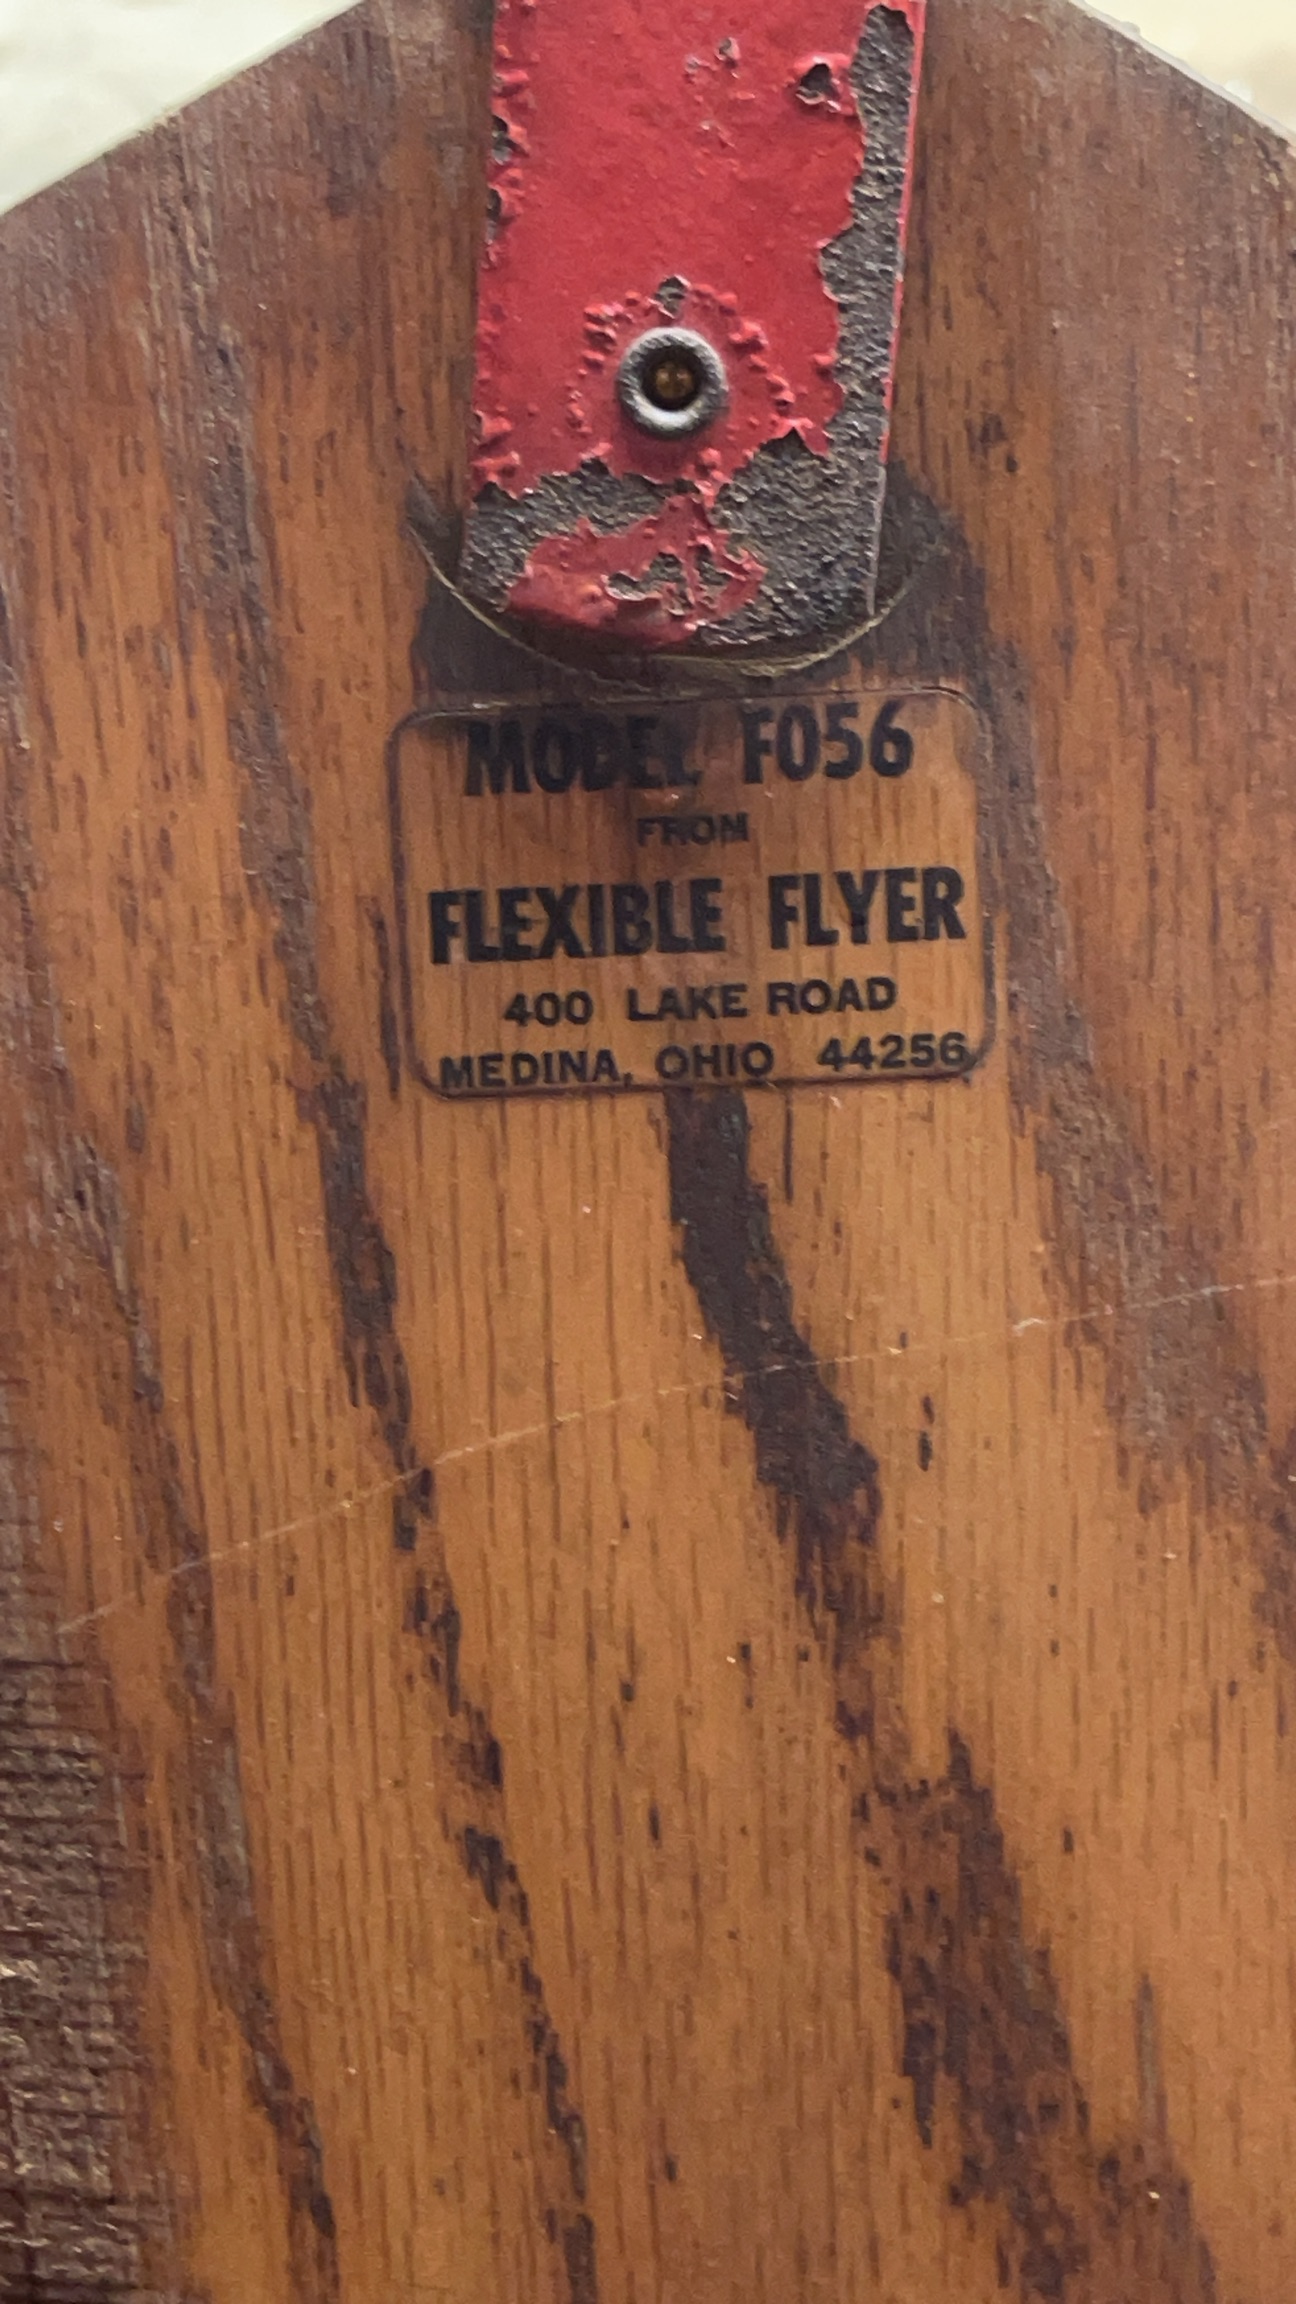 MODEL F056
FROM
FLEXIBLE FLYER
400 LAKE ROAD
MEDINA, OHIO 44256